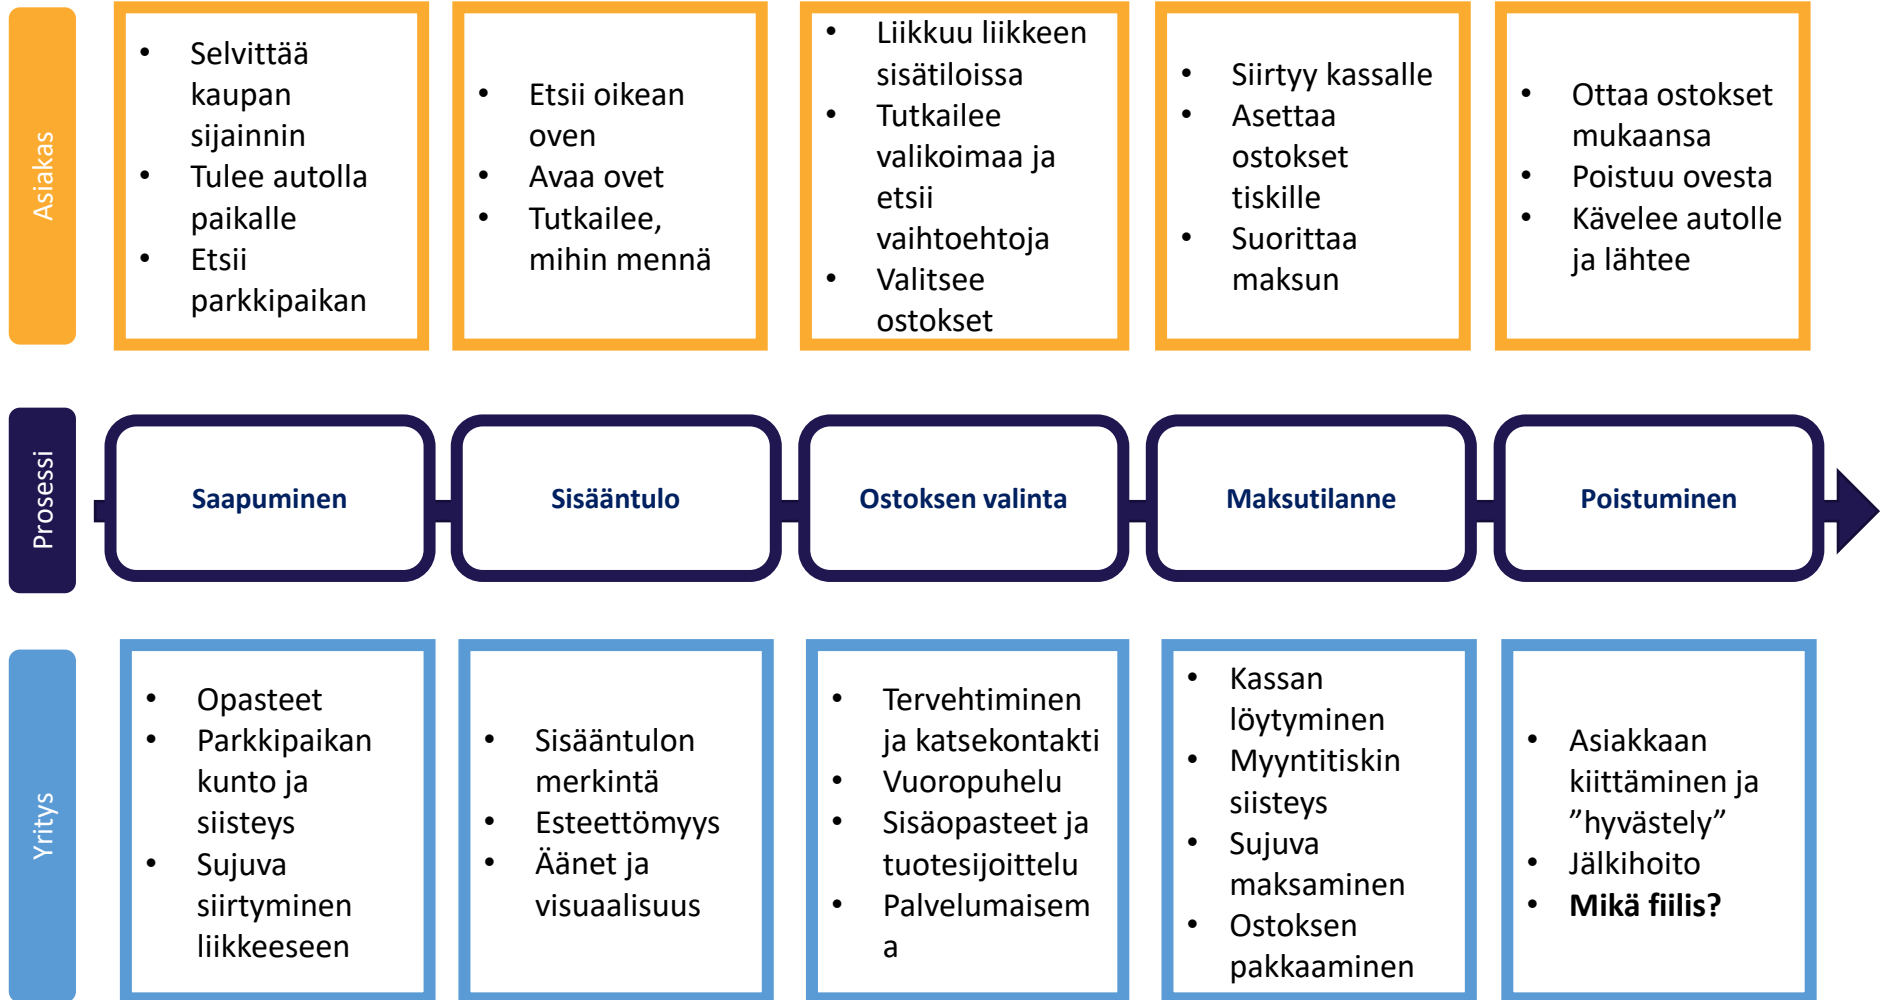 Asiakas
Selvittää
kaupan
sijainnin
Tulee autolla
paikalle
Etsii
parkkipaikan
Etsii oikean
oven
Avaa ovet
Tutkailee,
mihin mennä
Liikkuu liikkeen
sisätiloissa
Tutkailee
valikoimaa ja
etsii
vaihtoehtoja
Valitsee
ostokset
Siirtyy kassalle
Asettaa
ostokset
tiskille
Suorittaa
maksun
Ottaa ostokset
mukaansa
Poistuu ovesta
Kävelee autolle
ja lähtee
Prosessi
Saapuminen
Sisääntulo
Ostoksen valinta
Maksutilanne
Poistuminen
Yritys
Opasteet
Parkkipaikan
kunto ja
siisteys
Sujuva
siirtyminen
liikkeeseen
Sisääntulon
merkintä
Esteettömyys
Äänet ja
visuaalisuus
Tervehtiminen
ja katsekontakti
Vuoropuhelu
Sisäopasteet ja
tuotesijoittelu
Palvelumaisem
a
Kassan
löytyminen
Myyntitiskin
siisteys
Sujuva
maksaminen
Ostoksen
pakkaaminen
Asiakkaan
kiittäminen ja
”hyvästely”
Jälkihoito
Mikä fiilis?